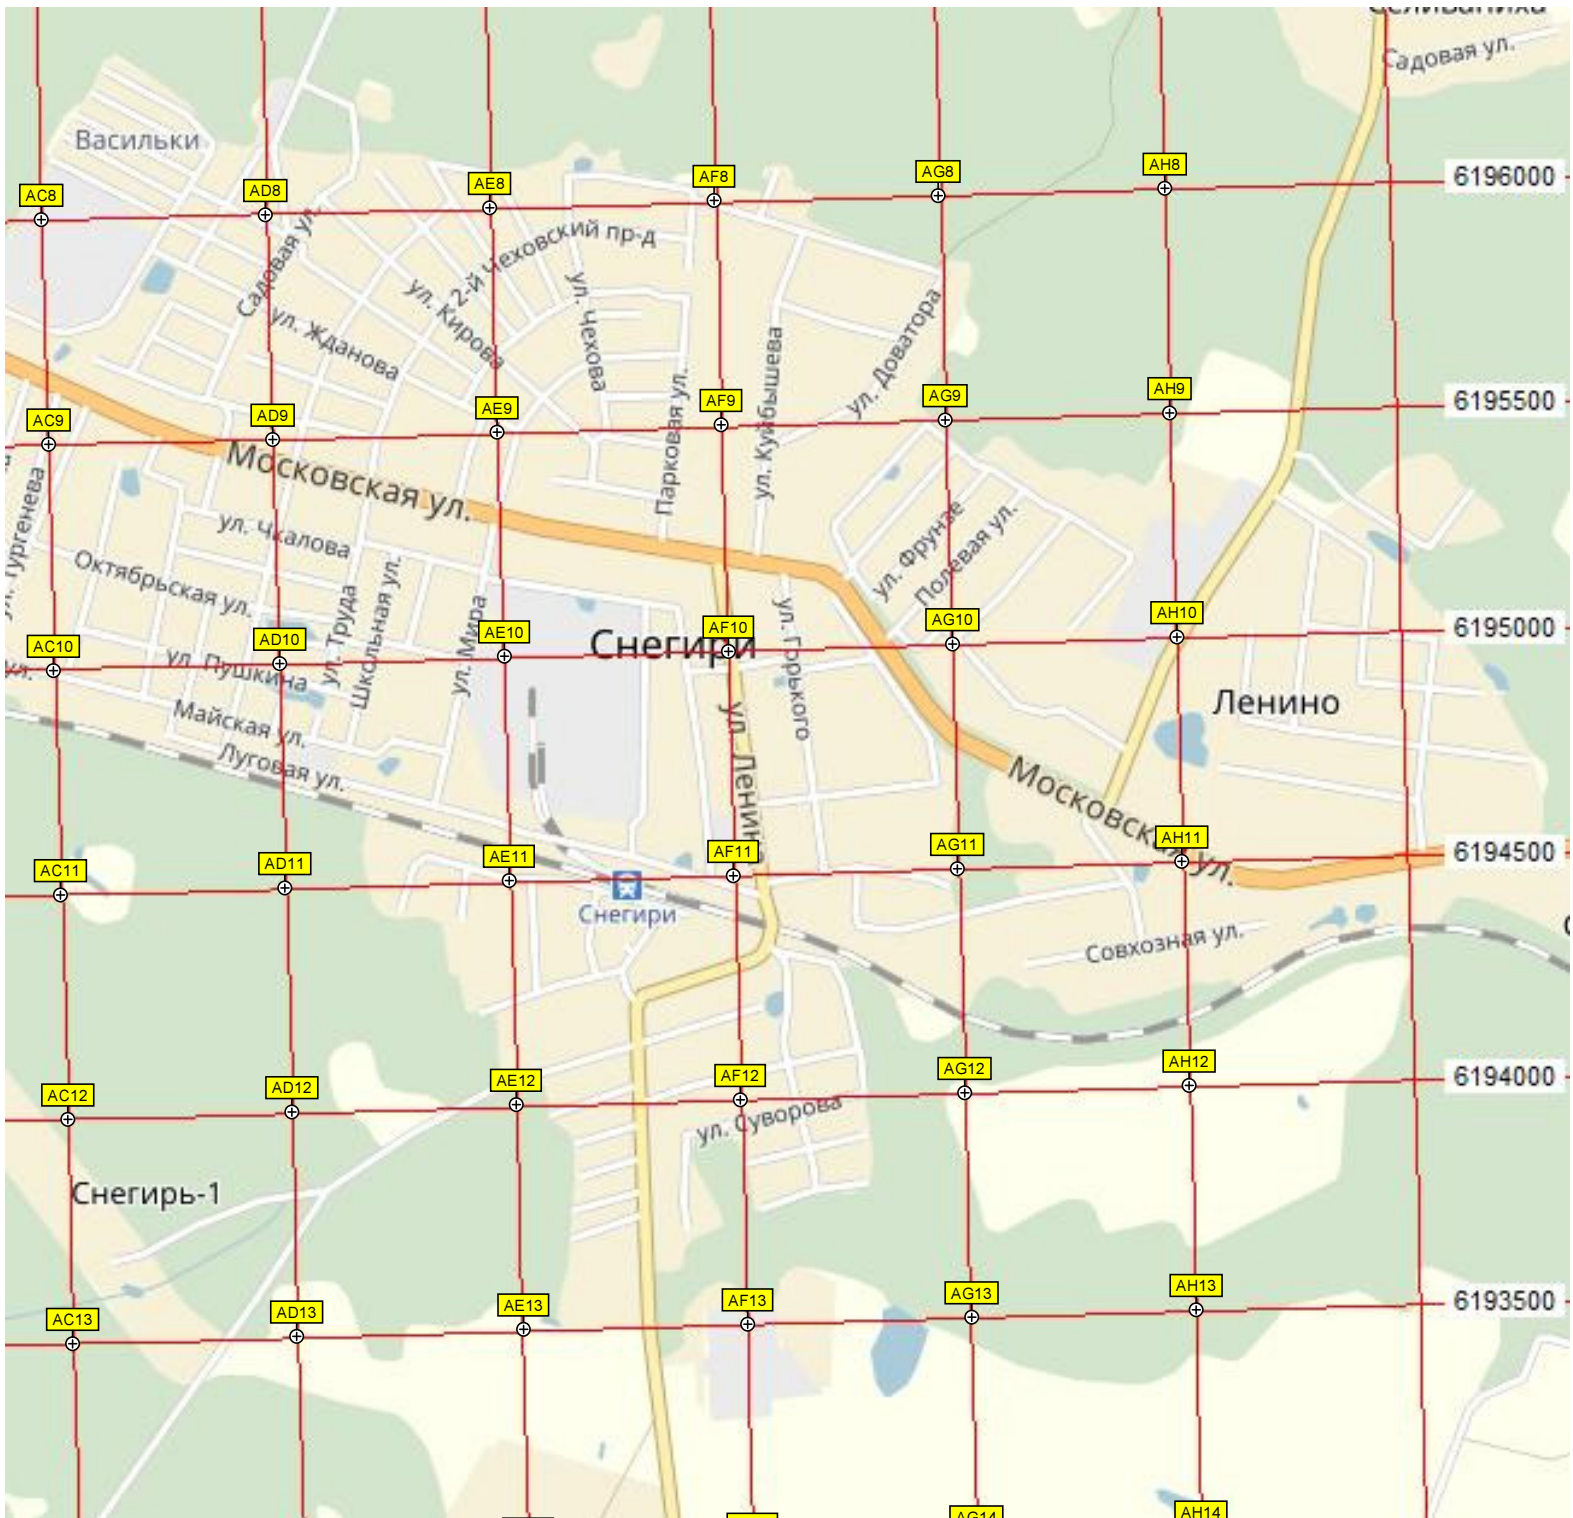 Садовая ул.
Васильки
AC8
AD8
AE8
AF8
AG8
AH8
6196000
Садовая ул.
2-й Чеховский пр-д
ул. Чехова
ул. Кирова
ул. Жданова
ул. Куйбышева
ул. Доватора
Парковая ул.
AC9
AD9
AE9
AF9
AG9
AH9
6195500
Московская ул.
ул. Тургенева
ул. Чкалова
Октябрьская ул.
ул. Труда
Школьная ул.
ул. Мира
ул. Фрунзе
Полевая ул.
AC10
AD10
AE10
AF10
AG10
AH10
6195000
Снегири
ул. Горького
ул.
ул. Пушкина
Майская ул.
Луговая ул.
ул. Ленина
Ленино
Московская ул.
AC11
AD11
AE11
AF11
AG11
AH11
6194500
Снегири
Совхозная ул.
AC12
AD12
AE12
AF12
AG12
AH12
6194000
ул. Суворова
Снегирь-1
AC13
AD13
AE13
AF13
AG13
AH13
6193500
AG14
AH14